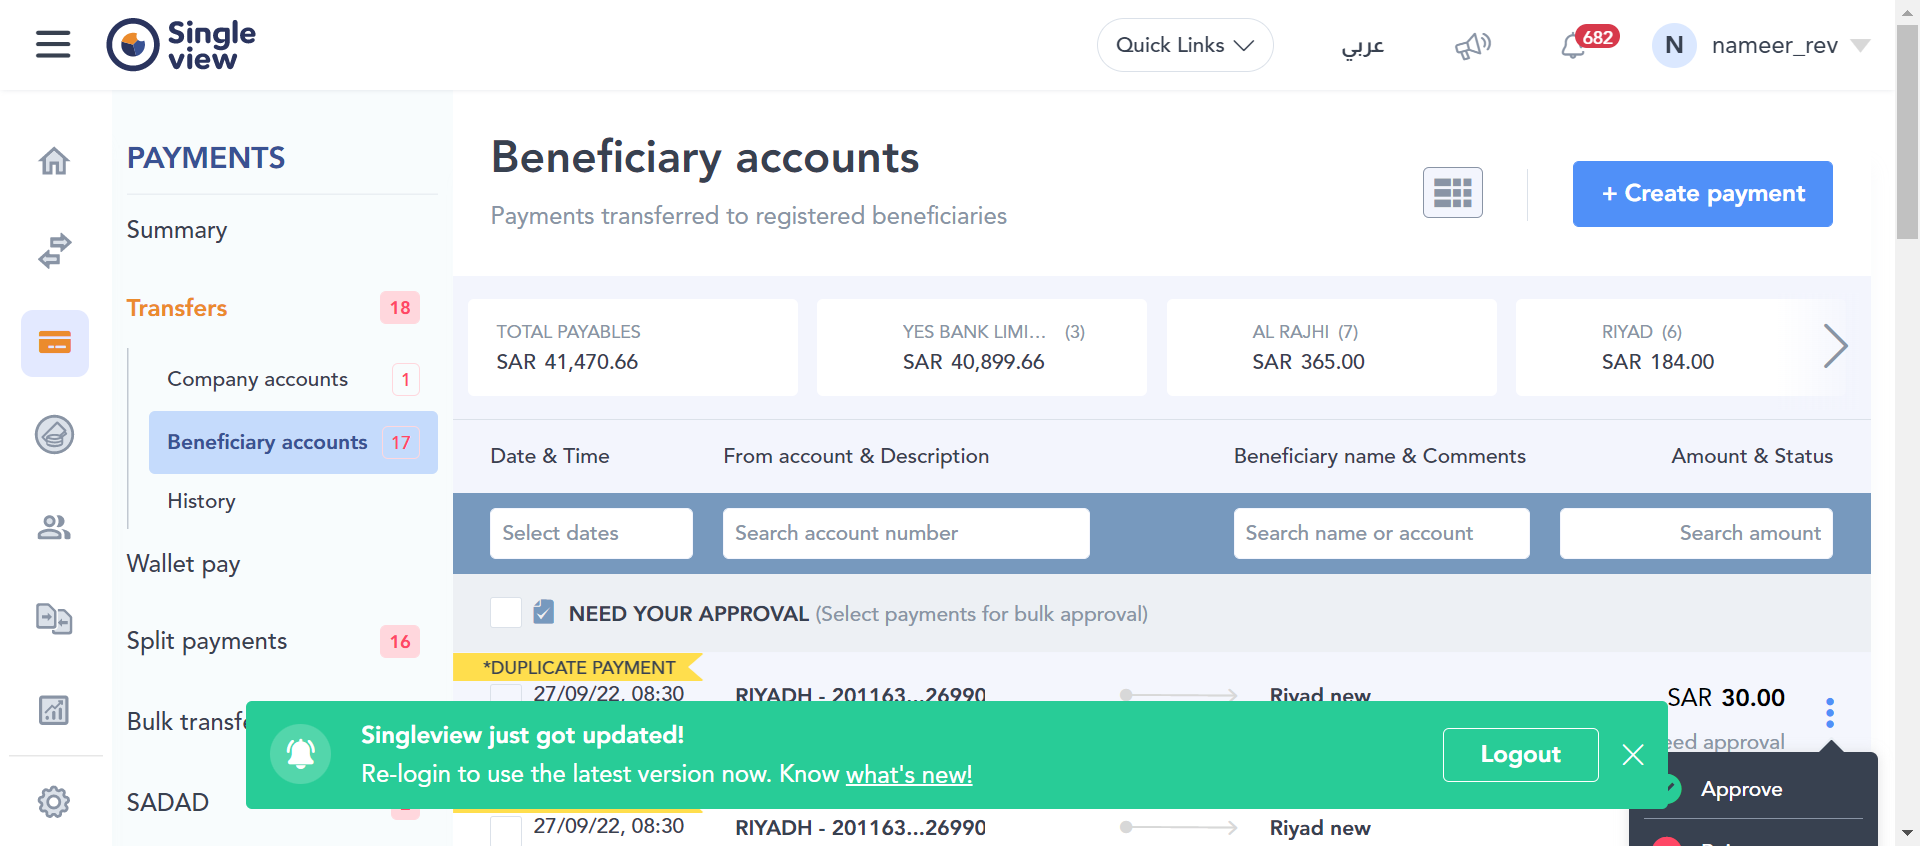 Single view
Quick Links
عربي
682
N
nameer_rev
PAYMENTS
Summary
Transfers 18
Company accounts 1
Beneficiary accounts 17
History
Wallet pay
Split payments 16
Bulk
SADAD
Beneficiary accounts
Payments transferred to registered beneficiaries
+ Create payment
TOTAL PAYABLES
SAR 41,470.66
YES BANK LIMI... (3)
SAR 40,899.66
AL RAJHI (7)
SAR 365.00
RIYAD (6)
SAR 184.00
Date & Time
From account & Description
Beneficiary name & Comments
Amount & Status
Select dates
Search account number
Search name or account
Search amount
NEED YOUR APPROVAL (Select payments for bulk approval)
*DUPLICATE PAYMENT
27/09/22, 08:30
RIYADH - 201163...26990
Riyad new
SAR 30.00
approval
Singleview just got updated!
Re-login to use the latest version now. Know what's new!
Logout
Approve
27/09/22, 08:30
RIYADH - 201163...26990
Riyad new